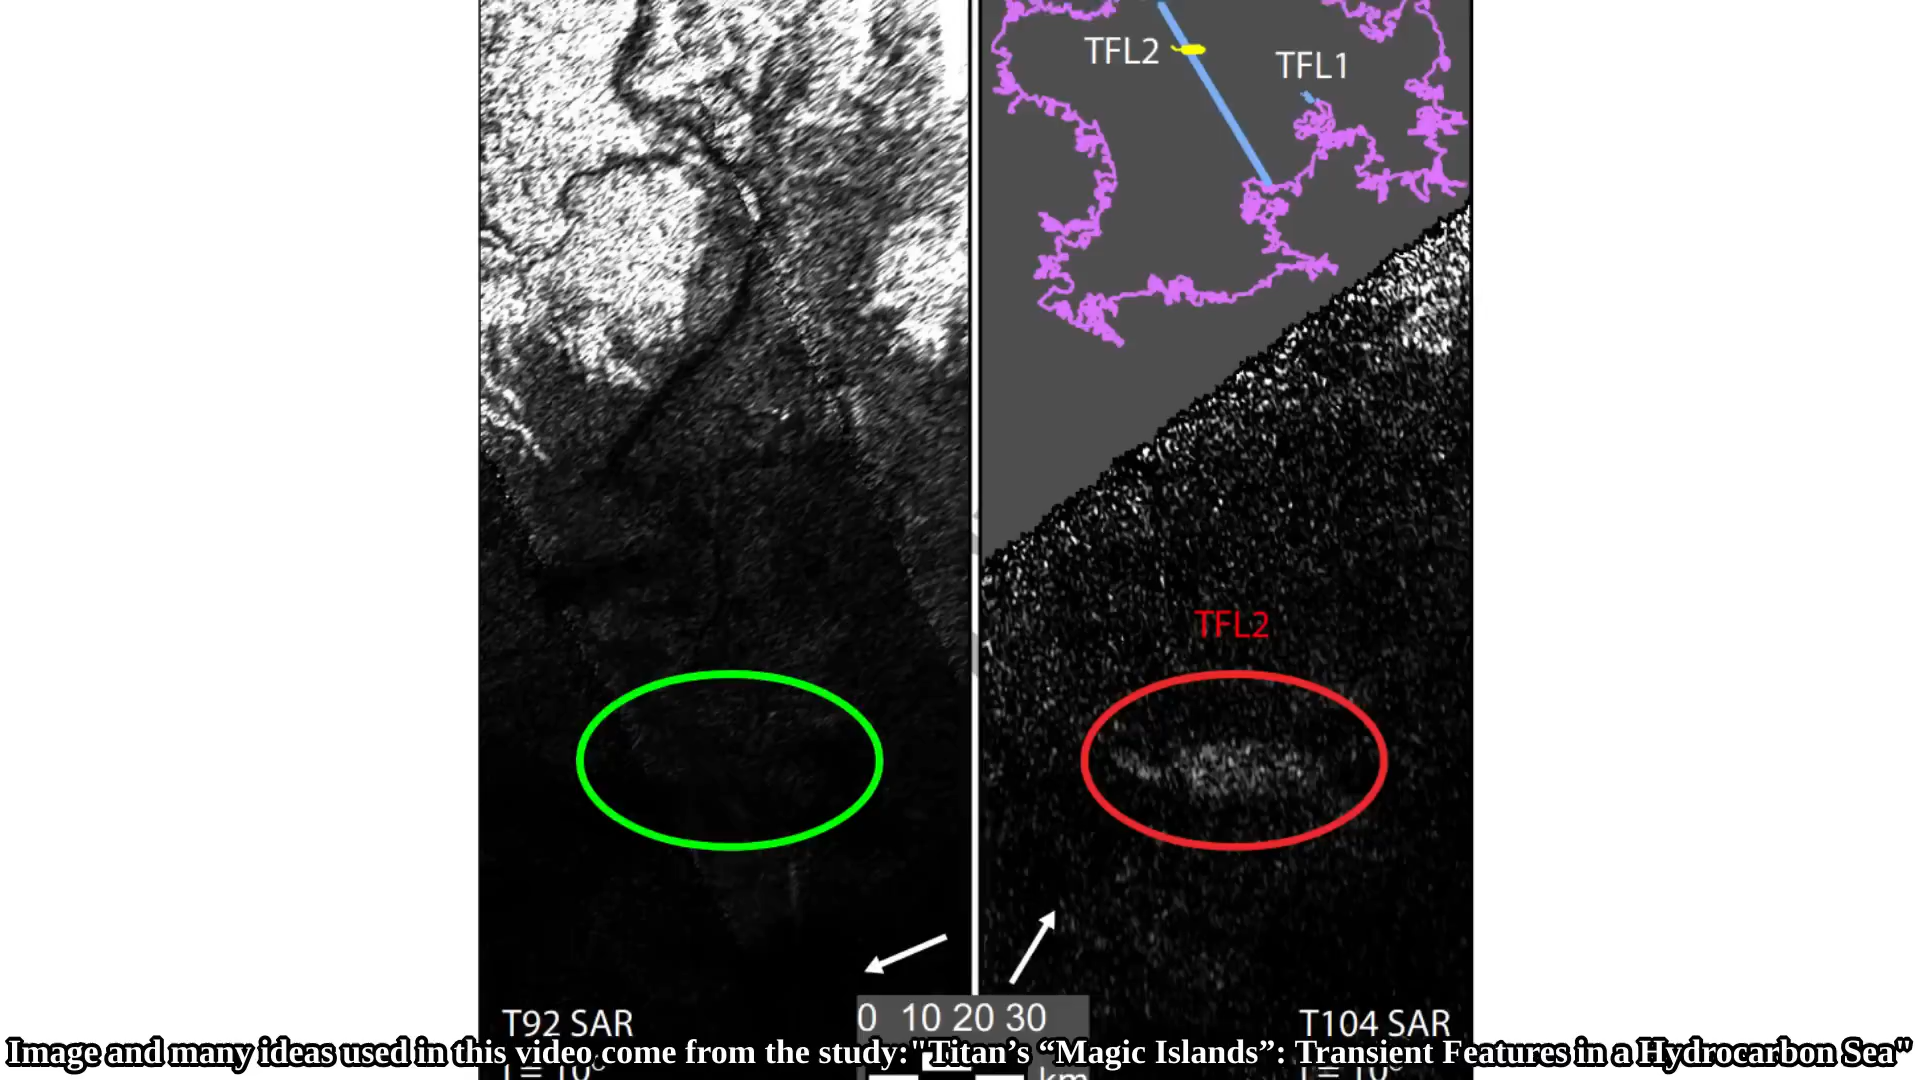 TFL2
TFL1
TFL2
T92 SAR
0 10 20 30
T104 SAR
Image and many ideas used in this video come from the study:"Titan’s “Magic Islands”: Transient Features in a Hydrocarbon Sea"
km